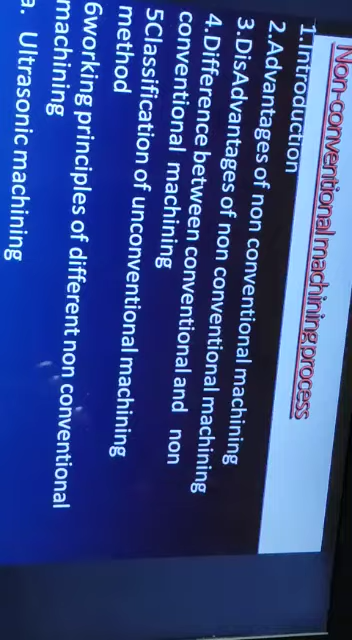 Non-conventional machining process
1.Introduction
2.Advantages of non conventional machining
3.DisAdvantages of non conventional machining
4.Difference between conventional and non
conventional machining
5Classification of unconventional machining
method
6working principles of different non conventional
machining
a. Ultrasonic machining